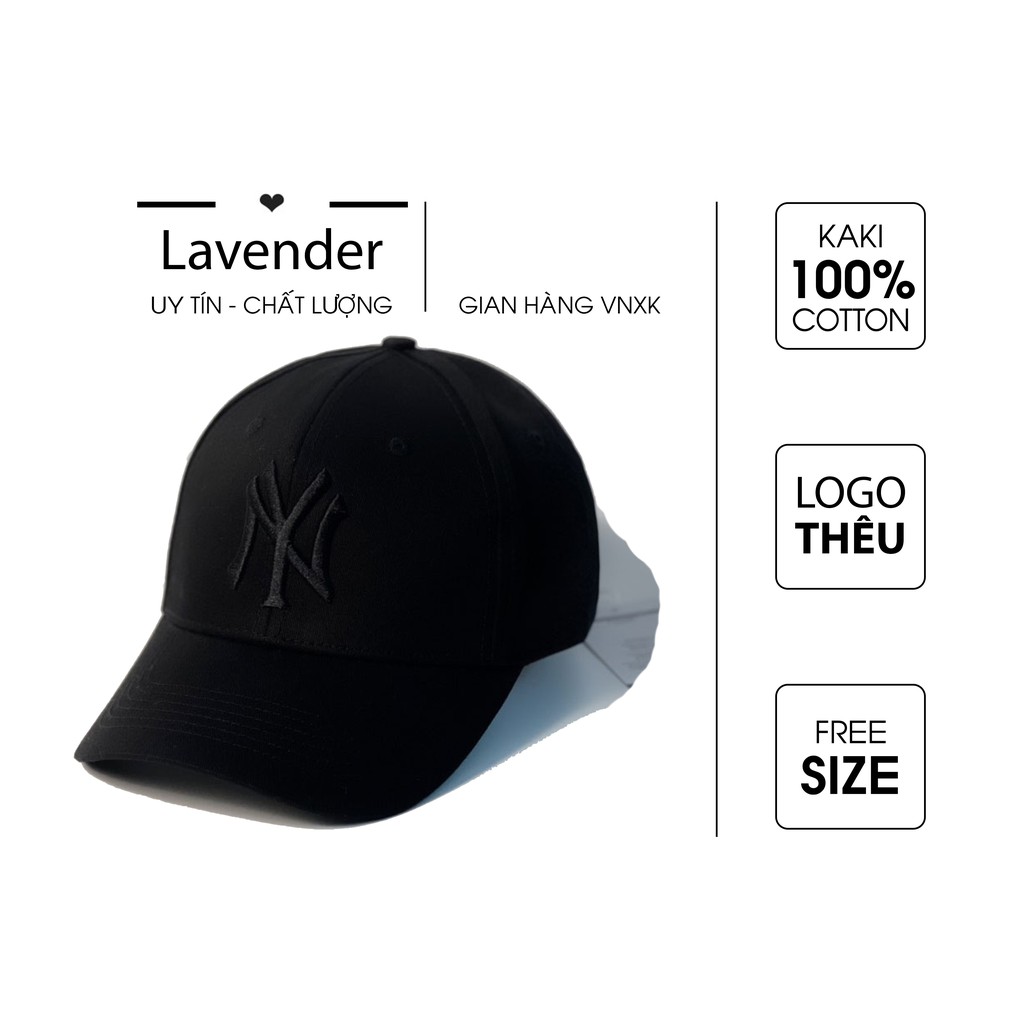 ❤
Lavender
UY TÍN - CHẤT LƯỢNG
GIAN HÀNG VNXK
NY
KAKI
100%
COTTON
LOGO
THÊU
FREE
SIZE